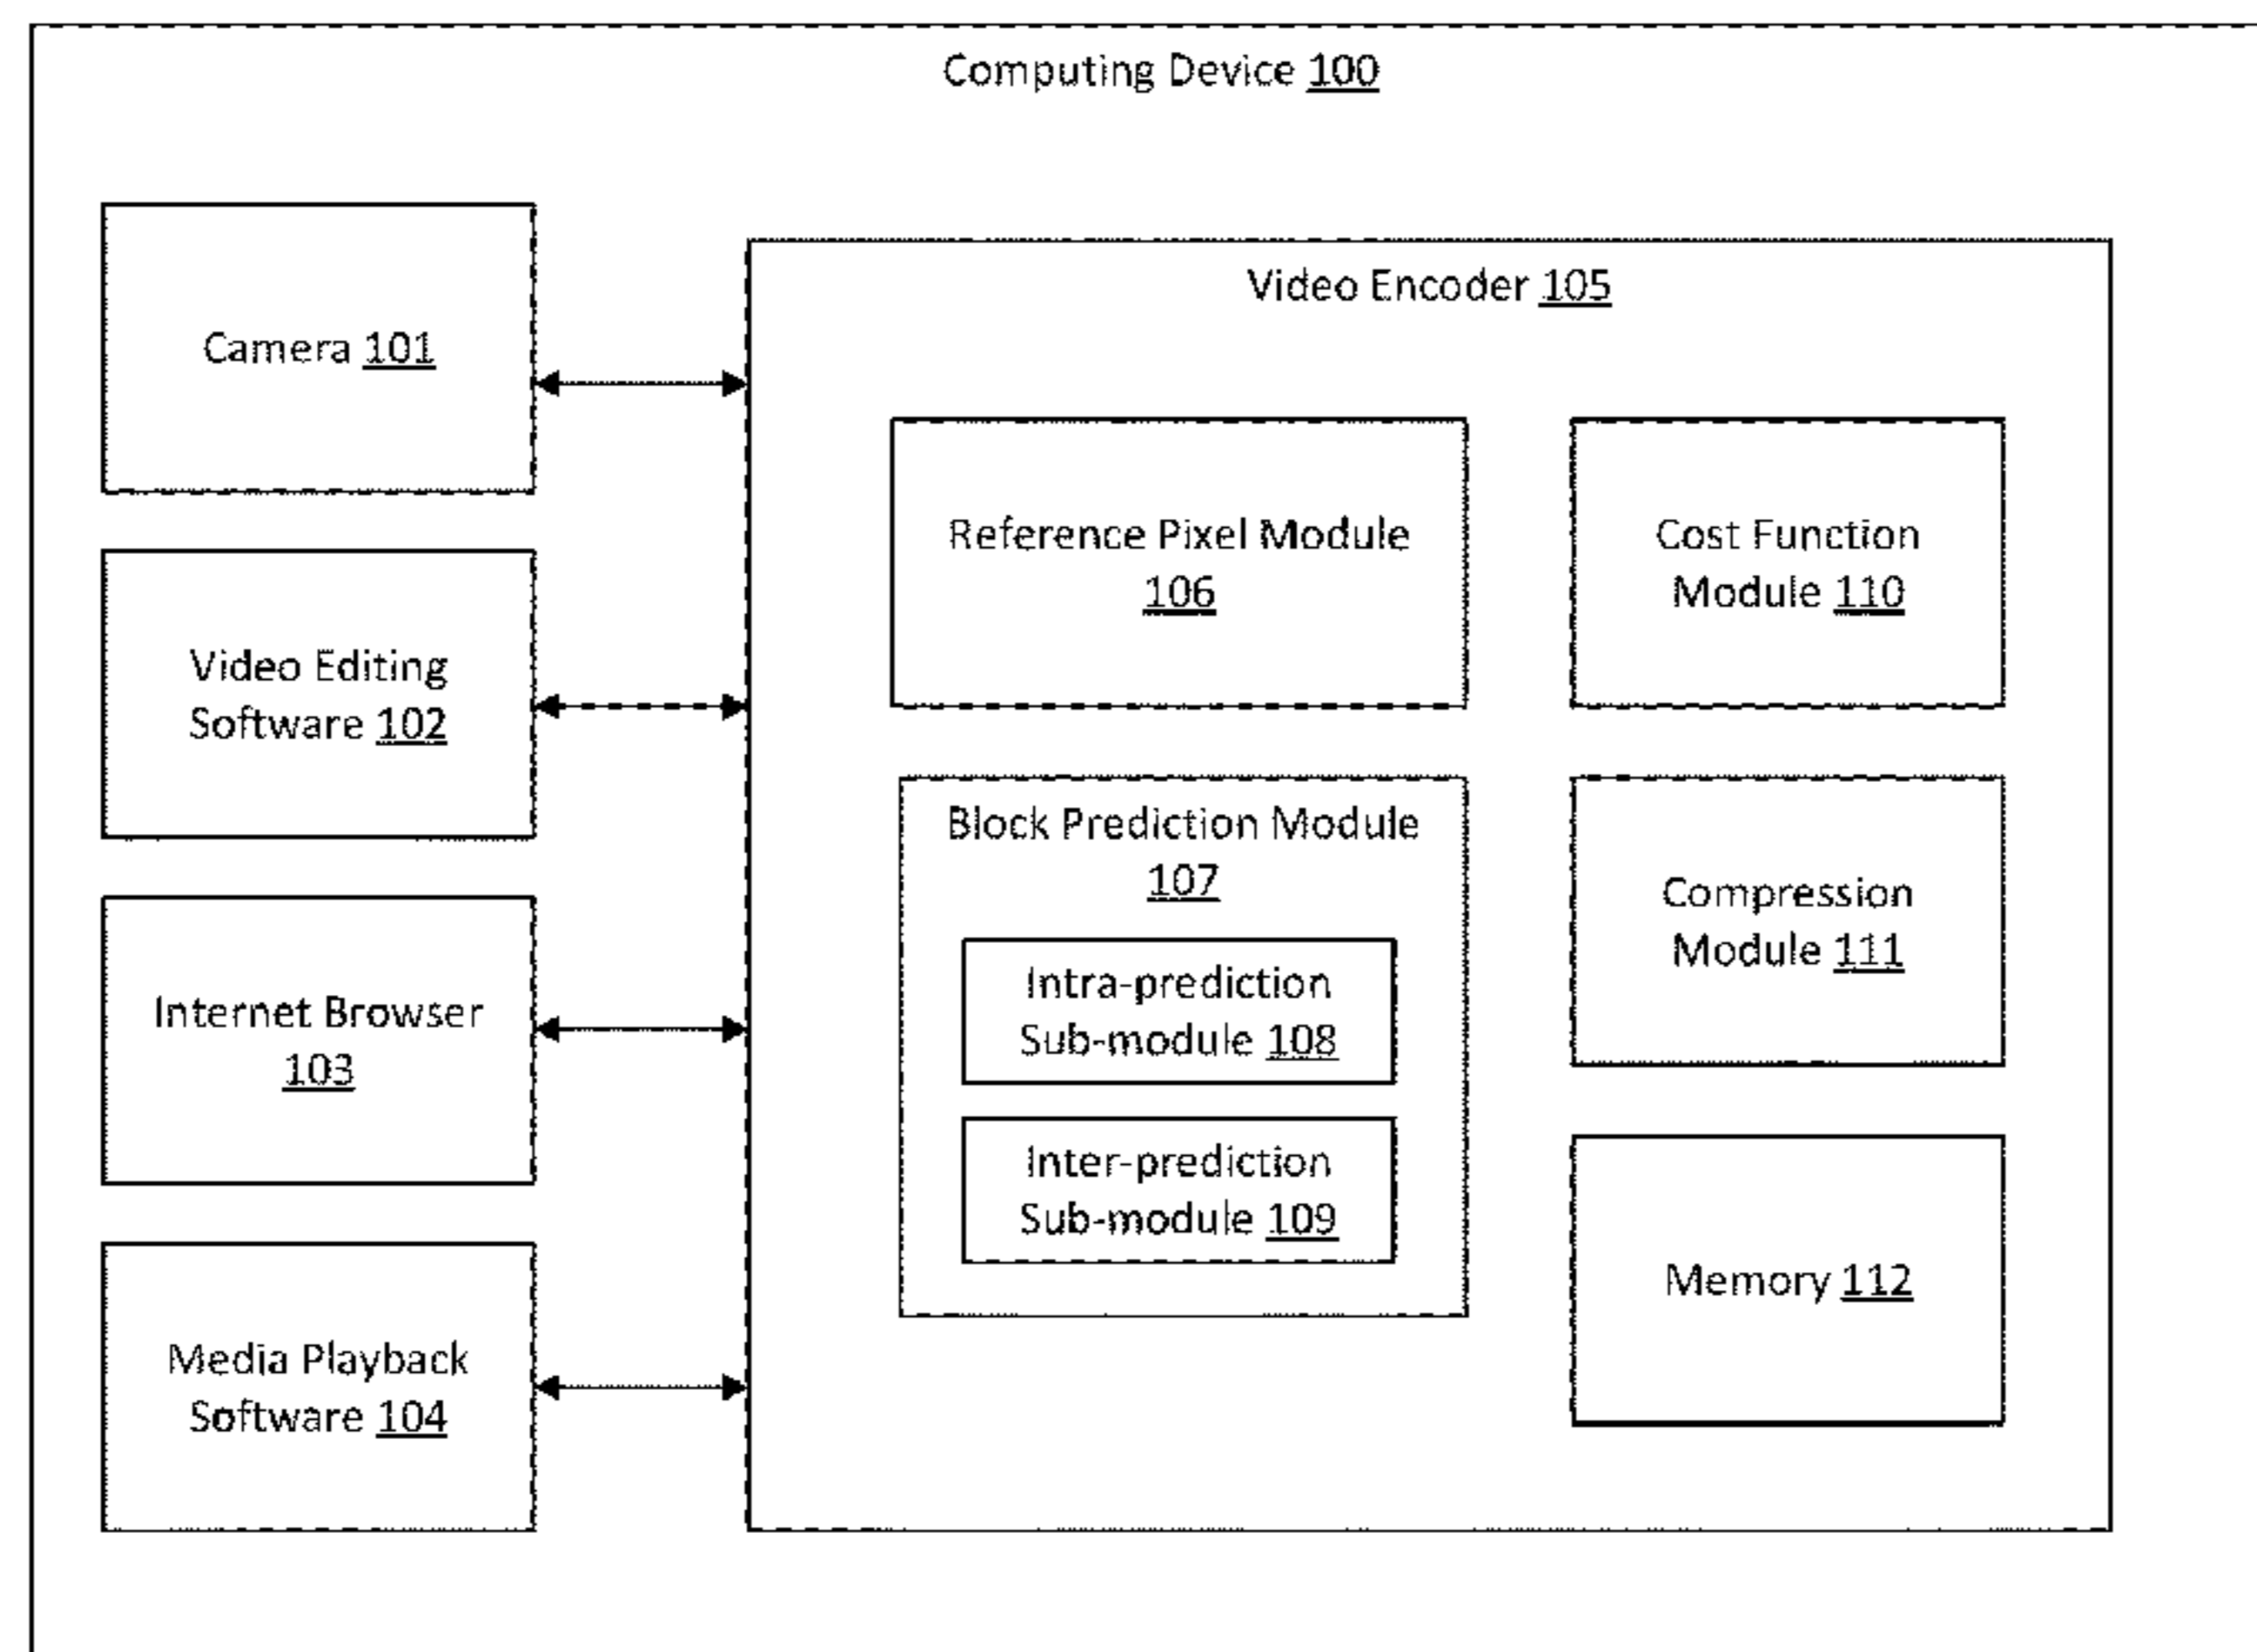 Computing Device 100
Camera 101
Video Editing
Software 102
Internet Browser
103
Media Playback
Software 104
Video Encoder 105
Reference Pixel Module
106
Block Prediction Module
107
Intra-prediction
Sub-module 108
Inter-prediction
Sub-module 109
Cost Function
Module 110
Compression
Module 111
Memory 112